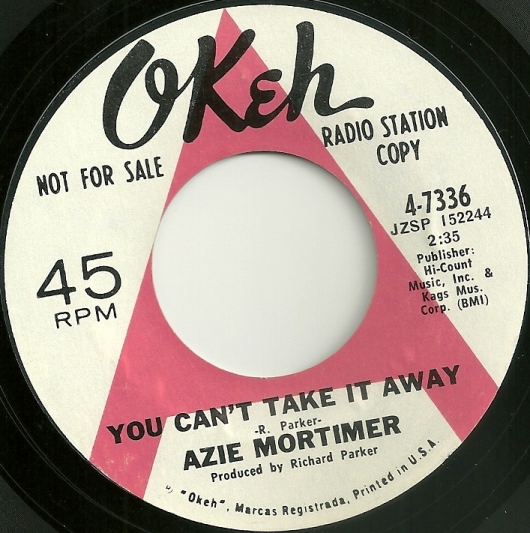 OKeh
NOT FOR SALE
RADIO STATION
COPY
4-7336
JZSP 152244
2:35
Publisher:
Hi-Count
Music, Inc. &
Kags Mus.
Corp. (BMI)
45
RPM
YOU CAN'T TAKE IT AWAY
-R. Parker-
AZIE MORTIMER
Produced by Richard Parker
"Okeh", Marcas Registrada, Printed in U.S.A.